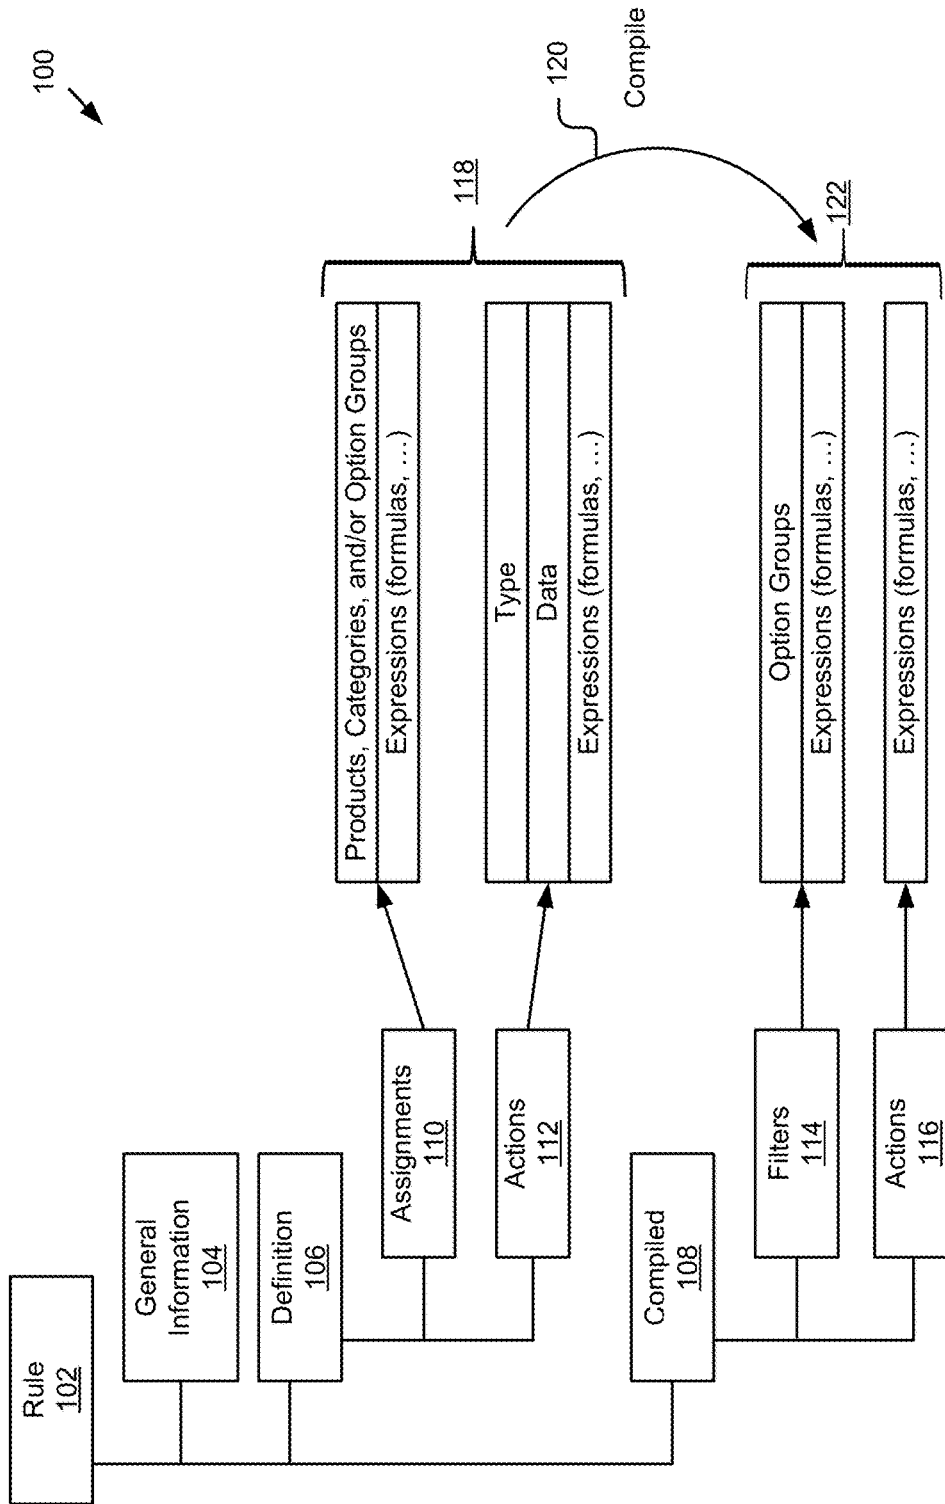 100
Rule
102
General
Information
104
Definition
106
Assignments
110
Actions
112
Compiled
108
Filters
114
Actions
116
Products, Categories, and/or Option Groups
Expressions (formulas, …)
Type
Data
Expressions (formulas, …)
118
120
Compile
Option Groups
Expressions (formulas, …)
Expressions (formulas, …)
122